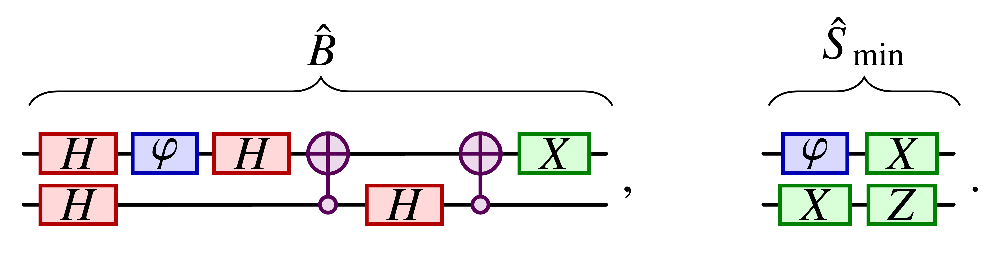 B̂ Ŝ min
H φ H X , φ X
H H X Z .